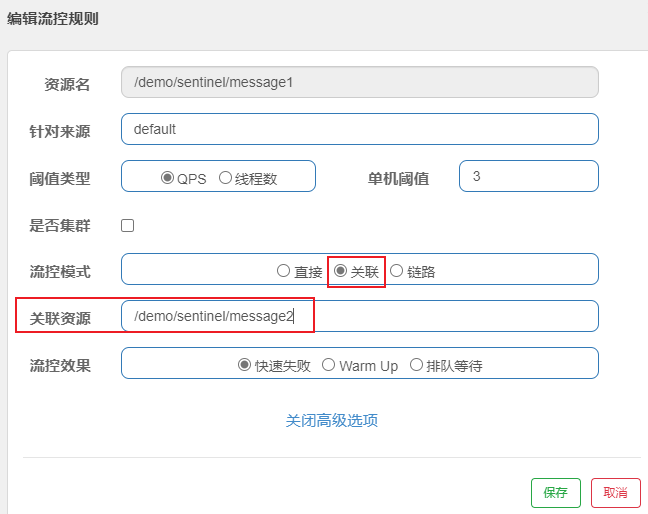 编辑流控规则
资源名 /demo/sentinel/message1
针对来源 default
阈值类型 QPS 线程数 单机阈值 3
是否集群
流控模式 直接 关联 链路
关联资源 /demo/sentinel/message2
流控效果 快速失败 Warm Up 排队等待
关闭高级选项
保存 取消